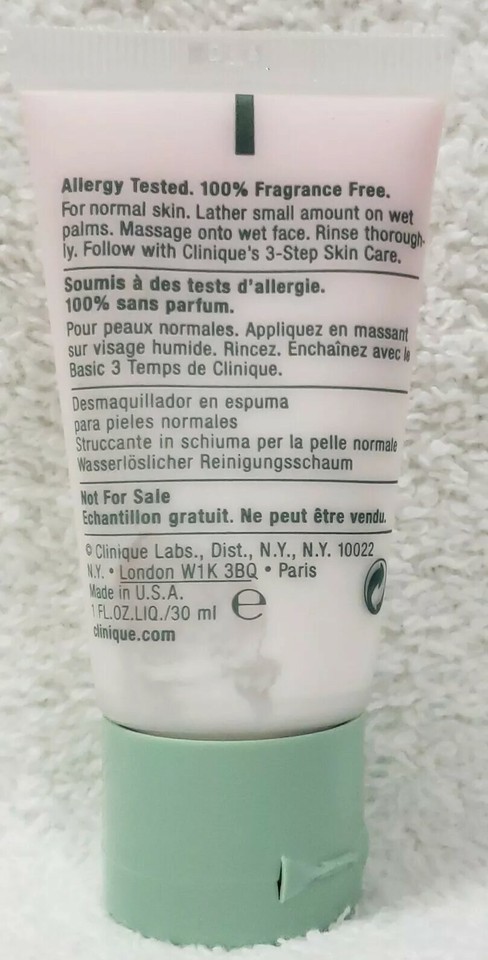 Allergy Tested. 100% Fragrance Free.
For normal skin. Lather small amount on wet
palms. Massage onto wet face. Rinse thorough-
ly. Follow with Clinique's 3-Step Skin Care.
Soumis à des tests d'allergie.
100% sans parfum.
Pour peaux normales. Appliquez en massant
sur visage humide. Rincez. Enchaînez avec le
Basic 3 Temps de Clinique.
Desmaquillador en espuma
para pieles normales
Struccante in schiuma per la pelle normale
Wasserlöslicher Reinigungsschaum
Not For Sale
Echantillon gratuit. Ne peut être vendu.
© Clinique Labs., Dist., N.Y., N.Y. 10022
N.Y. • London W1K 3BQ • Paris
Made in U.S.A.
1 FL.OZ.LIQ./30 ml ℮
clinique.com